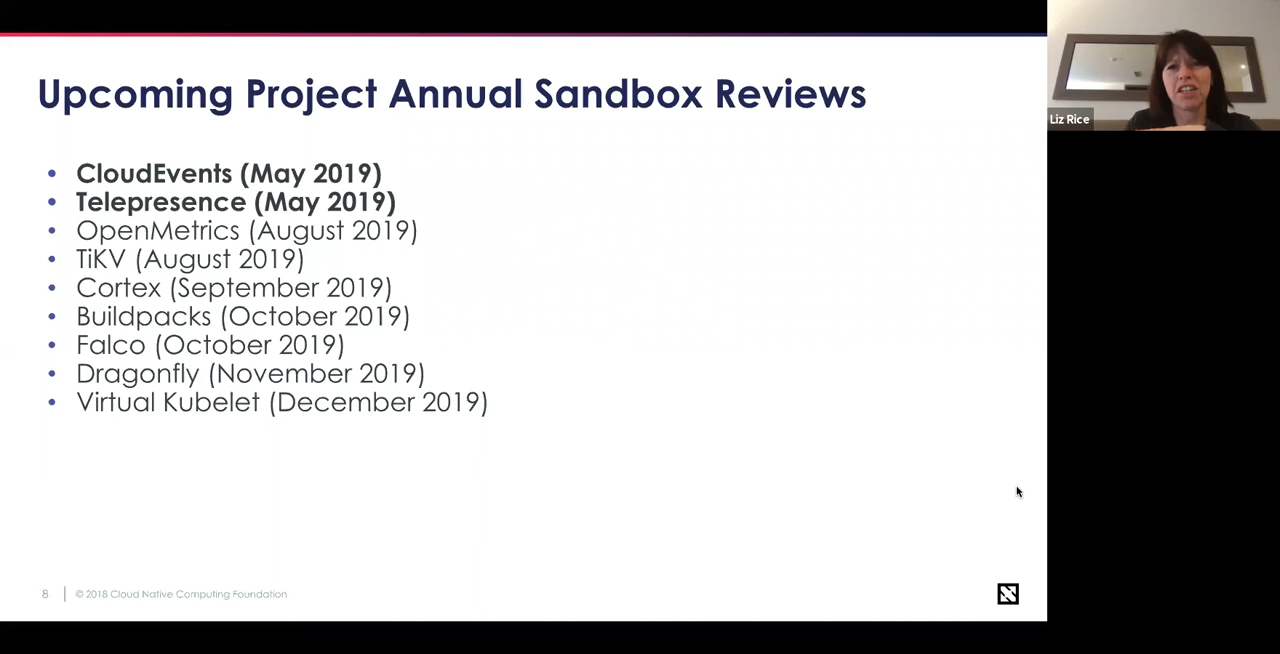 Upcoming Project Annual Sandbox Reviews
• CloudEvents (May 2019)
• Telepresence (May 2019)
• OpenMetrics (August 2019)
• TiKV (August 2019)
• Cortex (September 2019)
• Buildpacks (October 2019)
• Falco (October 2019)
• Dragonfly (November 2019)
• Virtual Kubelet (December 2019)
8 | © 2018 Cloud Native Computing Foundation
Liz Rice